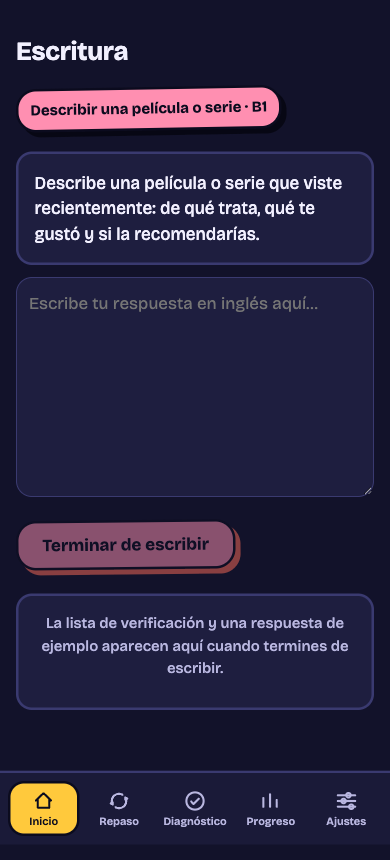 Escritura
Describir una película o serie · B1
Describe una película o serie que viste
recientemente: de qué trata, qué te
gustó y si la recomendarías.
Escribe tu respuesta en inglés aquí...
Terminar de escribir
La lista de verificación y una respuesta de
ejemplo aparecen aquí cuando termines de
escribir.
Inicio
Repaso
Diagnóstico
Progreso
Ajustes